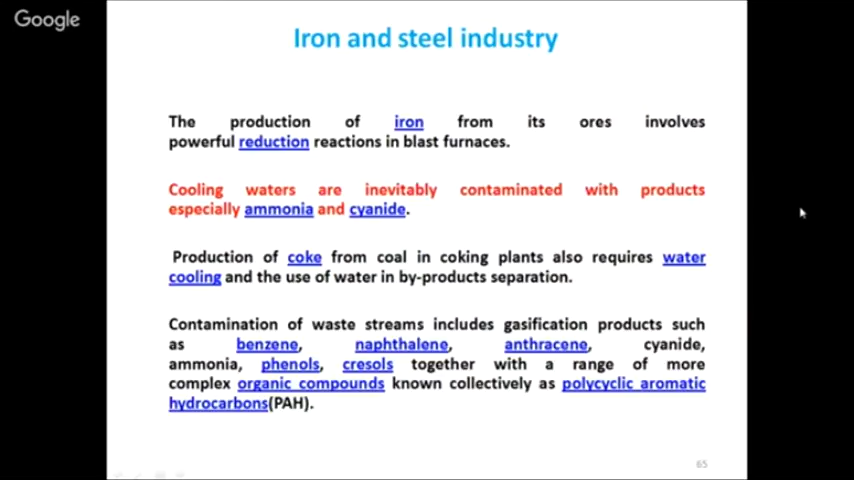 Google
Iron and steel industry
The production of iron from its ores involves
powerful reduction reactions in blast furnaces.
Cooling waters are inevitably contaminated with products
especially ammonia and cyanide.
Production of coke from coal in coking plants also requires water
cooling and the use of water in by-products separation.
Contamination of waste streams includes gasification products such
as benzene, naphthalene, anthracene, cyanide,
ammonia, phenols, cresols together with a range of more
complex organic compounds known collectively as polycyclic aromatic
hydrocarbons(PAH).
65